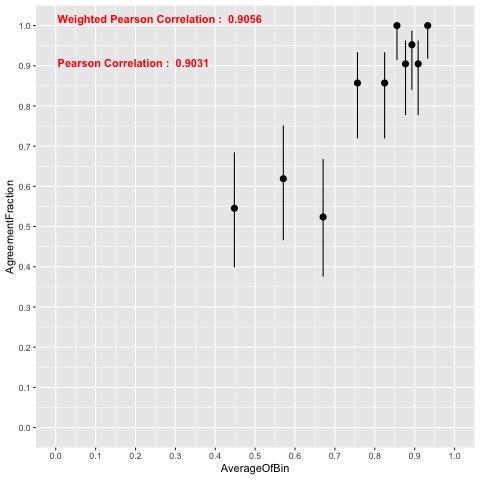 Weighted Pearson Correlation :  0.9056
Pearson Correlation :  0.9031
AgreementFraction
1.0
0.9
0.8
0.7
0.6
0.5
0.4
0.3
0.2
0.1
0.0
0.0 0.1 0.2 0.3 0.4 0.5 0.6 0.7 0.8 0.9 1.0
AverageOfBin